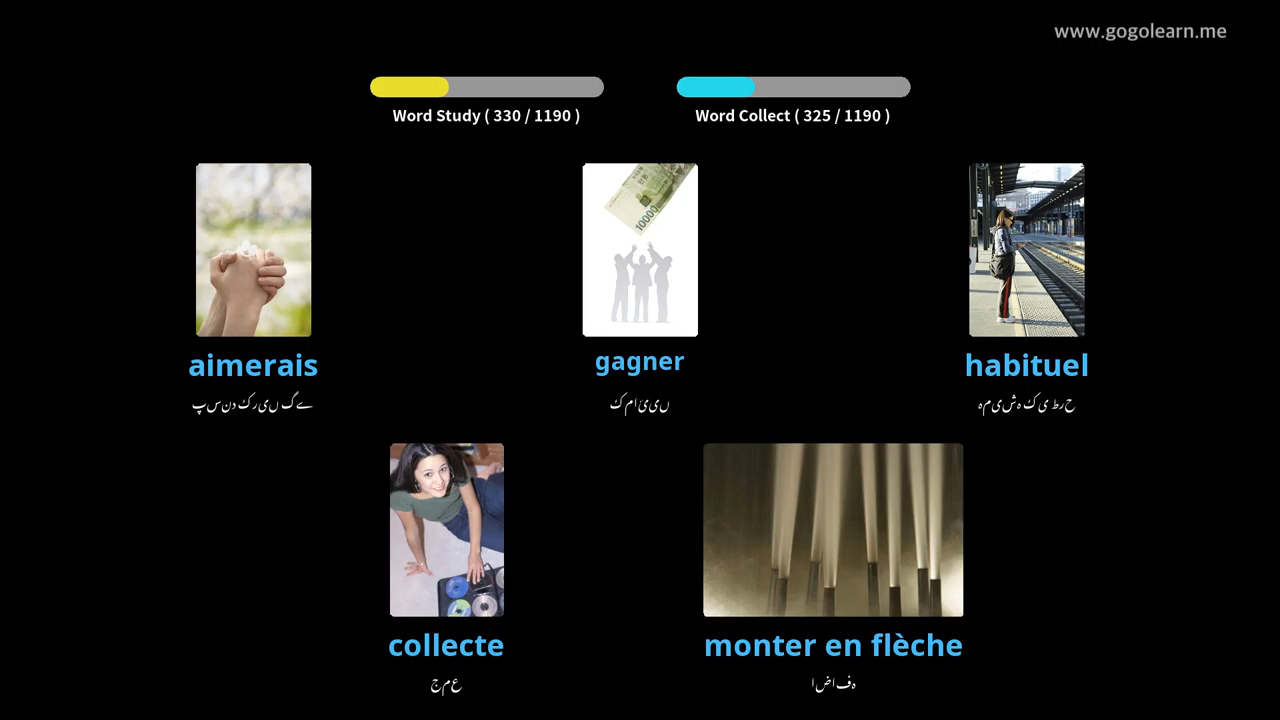 www.gogolearn.me
Word Study ( 330 / 1190 )
Word Collect ( 325 / 1190 )
10000
aimerais
gagner
habituel
پسند کریں گے
کمائیں
ہمیشہ کی طرح
collecte
monter en flèche
جمع
اضافہ